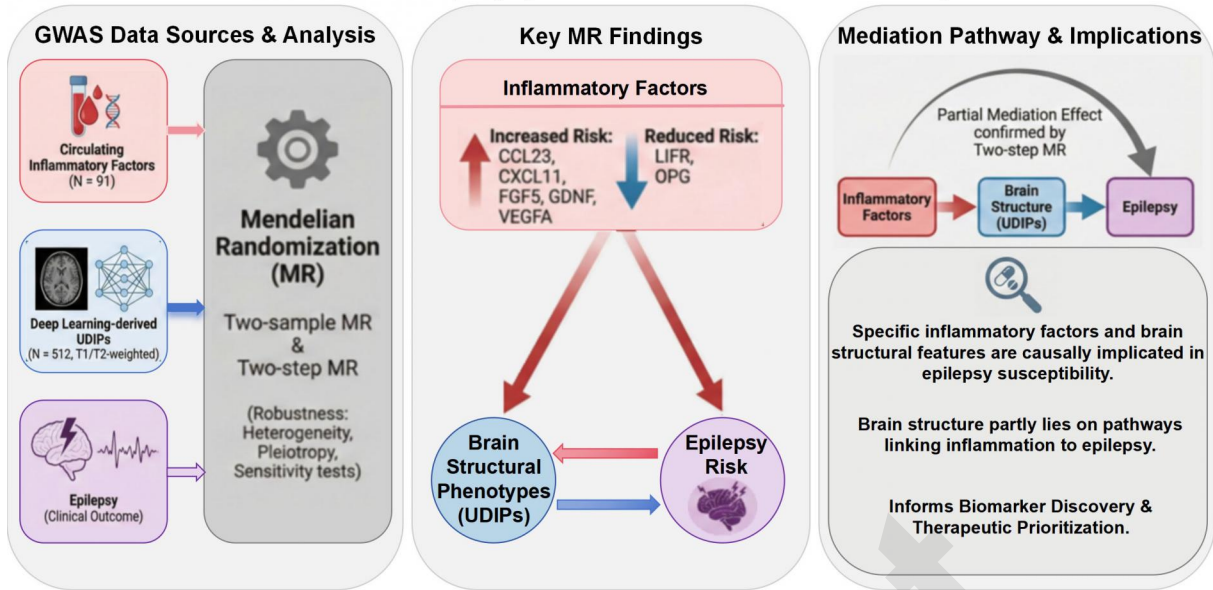 GWAS Data Sources & Analysis
Circulating
Inflammatory Factors
(N = 91)
Deep Learning-derived
UDIPs
(N = 512, T1/T2-weighted)
Epilepsy
(Clinical Outcome)
Mendelian
Randomization
(MR)
Two-sample MR
&
Two-step MR
(Robustness:
Heterogeneity,
Pleiotropy,
Sensitivity tests)
Key MR Findings
Inflammatory Factors
Increased Risk:
CCL23,
CXCL11,
FGF5, GDNF,
VEGFA
Reduced Risk:
LIFR,
OPG
Brain
Structural
Phenotypes
(UDIPs)
Epilepsy
Risk
Mediation Pathway & Implications
Partial Mediation Effect
confirmed by
Two-step MR
Inflammatory
Factors
Brain
Structure
(UDIPs)
Epilepsy
Specific inflammatory factors and brain
structural features are causally implicated in
epilepsy susceptibility.
Brain structure partly lies on pathways
linking inflammation to epilepsy.
Informs Biomarker Discovery &
Therapeutic Prioritization.